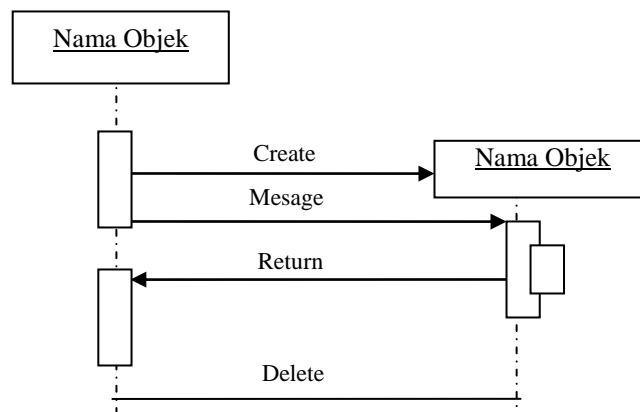 Nama Objek
Create
Nama Objek
Mesage
Return
Delete